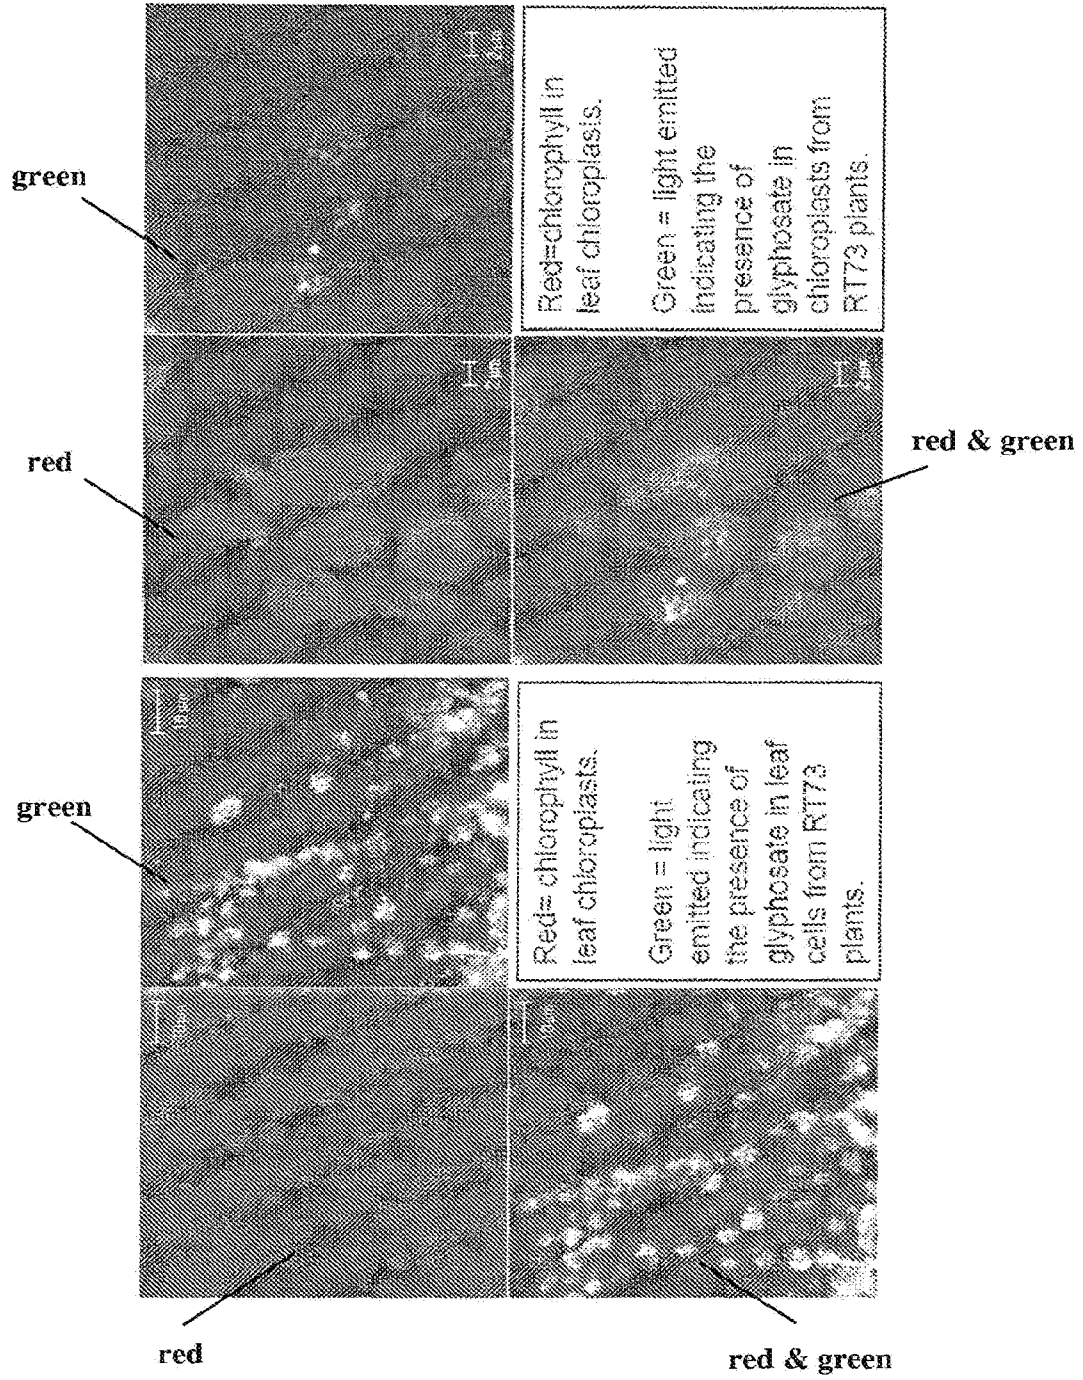 green
Red=chlorophyll in
leaf chloroplasis.
Green = light emitted
indicating the
presence of
glyphosate in
chloroplasts from
RT73 plants.
red
2µm
red & green
green
Red= chlorophyll in
leaf chloroplasts.
Green = light
emitted indicating
the presence of
glyphosate in leaf
cells from RT73
plants.
red
red & green